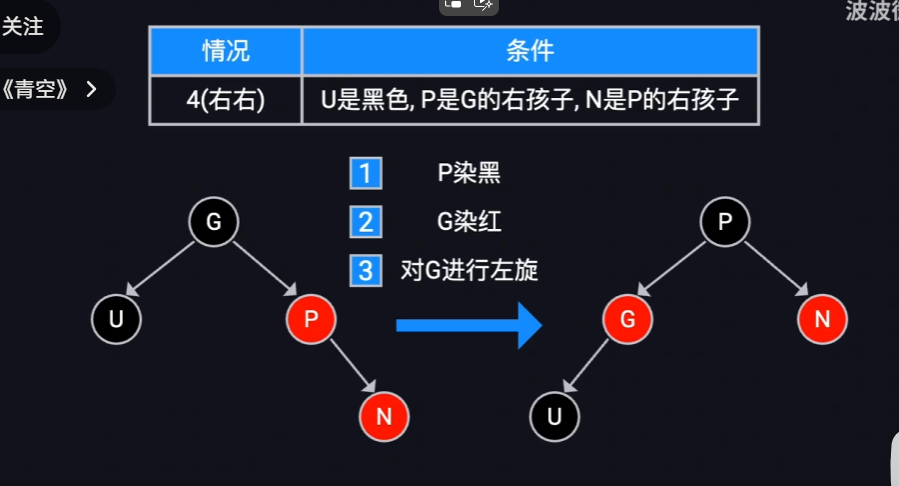 关注
波波
《青空》 >
情况 条件
4(右右) U是黑色, P是G的右孩子, N是P的右孩子
1 P染黑
2 G染红
3 对G进行左旋
G P
U P G N
N U